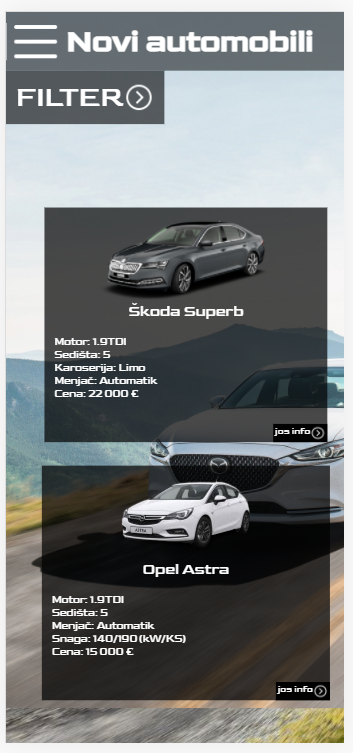 Novi automobili
FILTER
Škoda Superb
Motor: 1.9TDI
Sedišta: 5
Karoserija: Limo
Menjač: Automatik
Cena: 22 000 €
jos info
Opel Astra
Motor: 1.9TDI
Sedišta: 5
Menjač: Automatik
Snaga: 140/190 (kW/KS)
Cena: 15 000 €
jos info